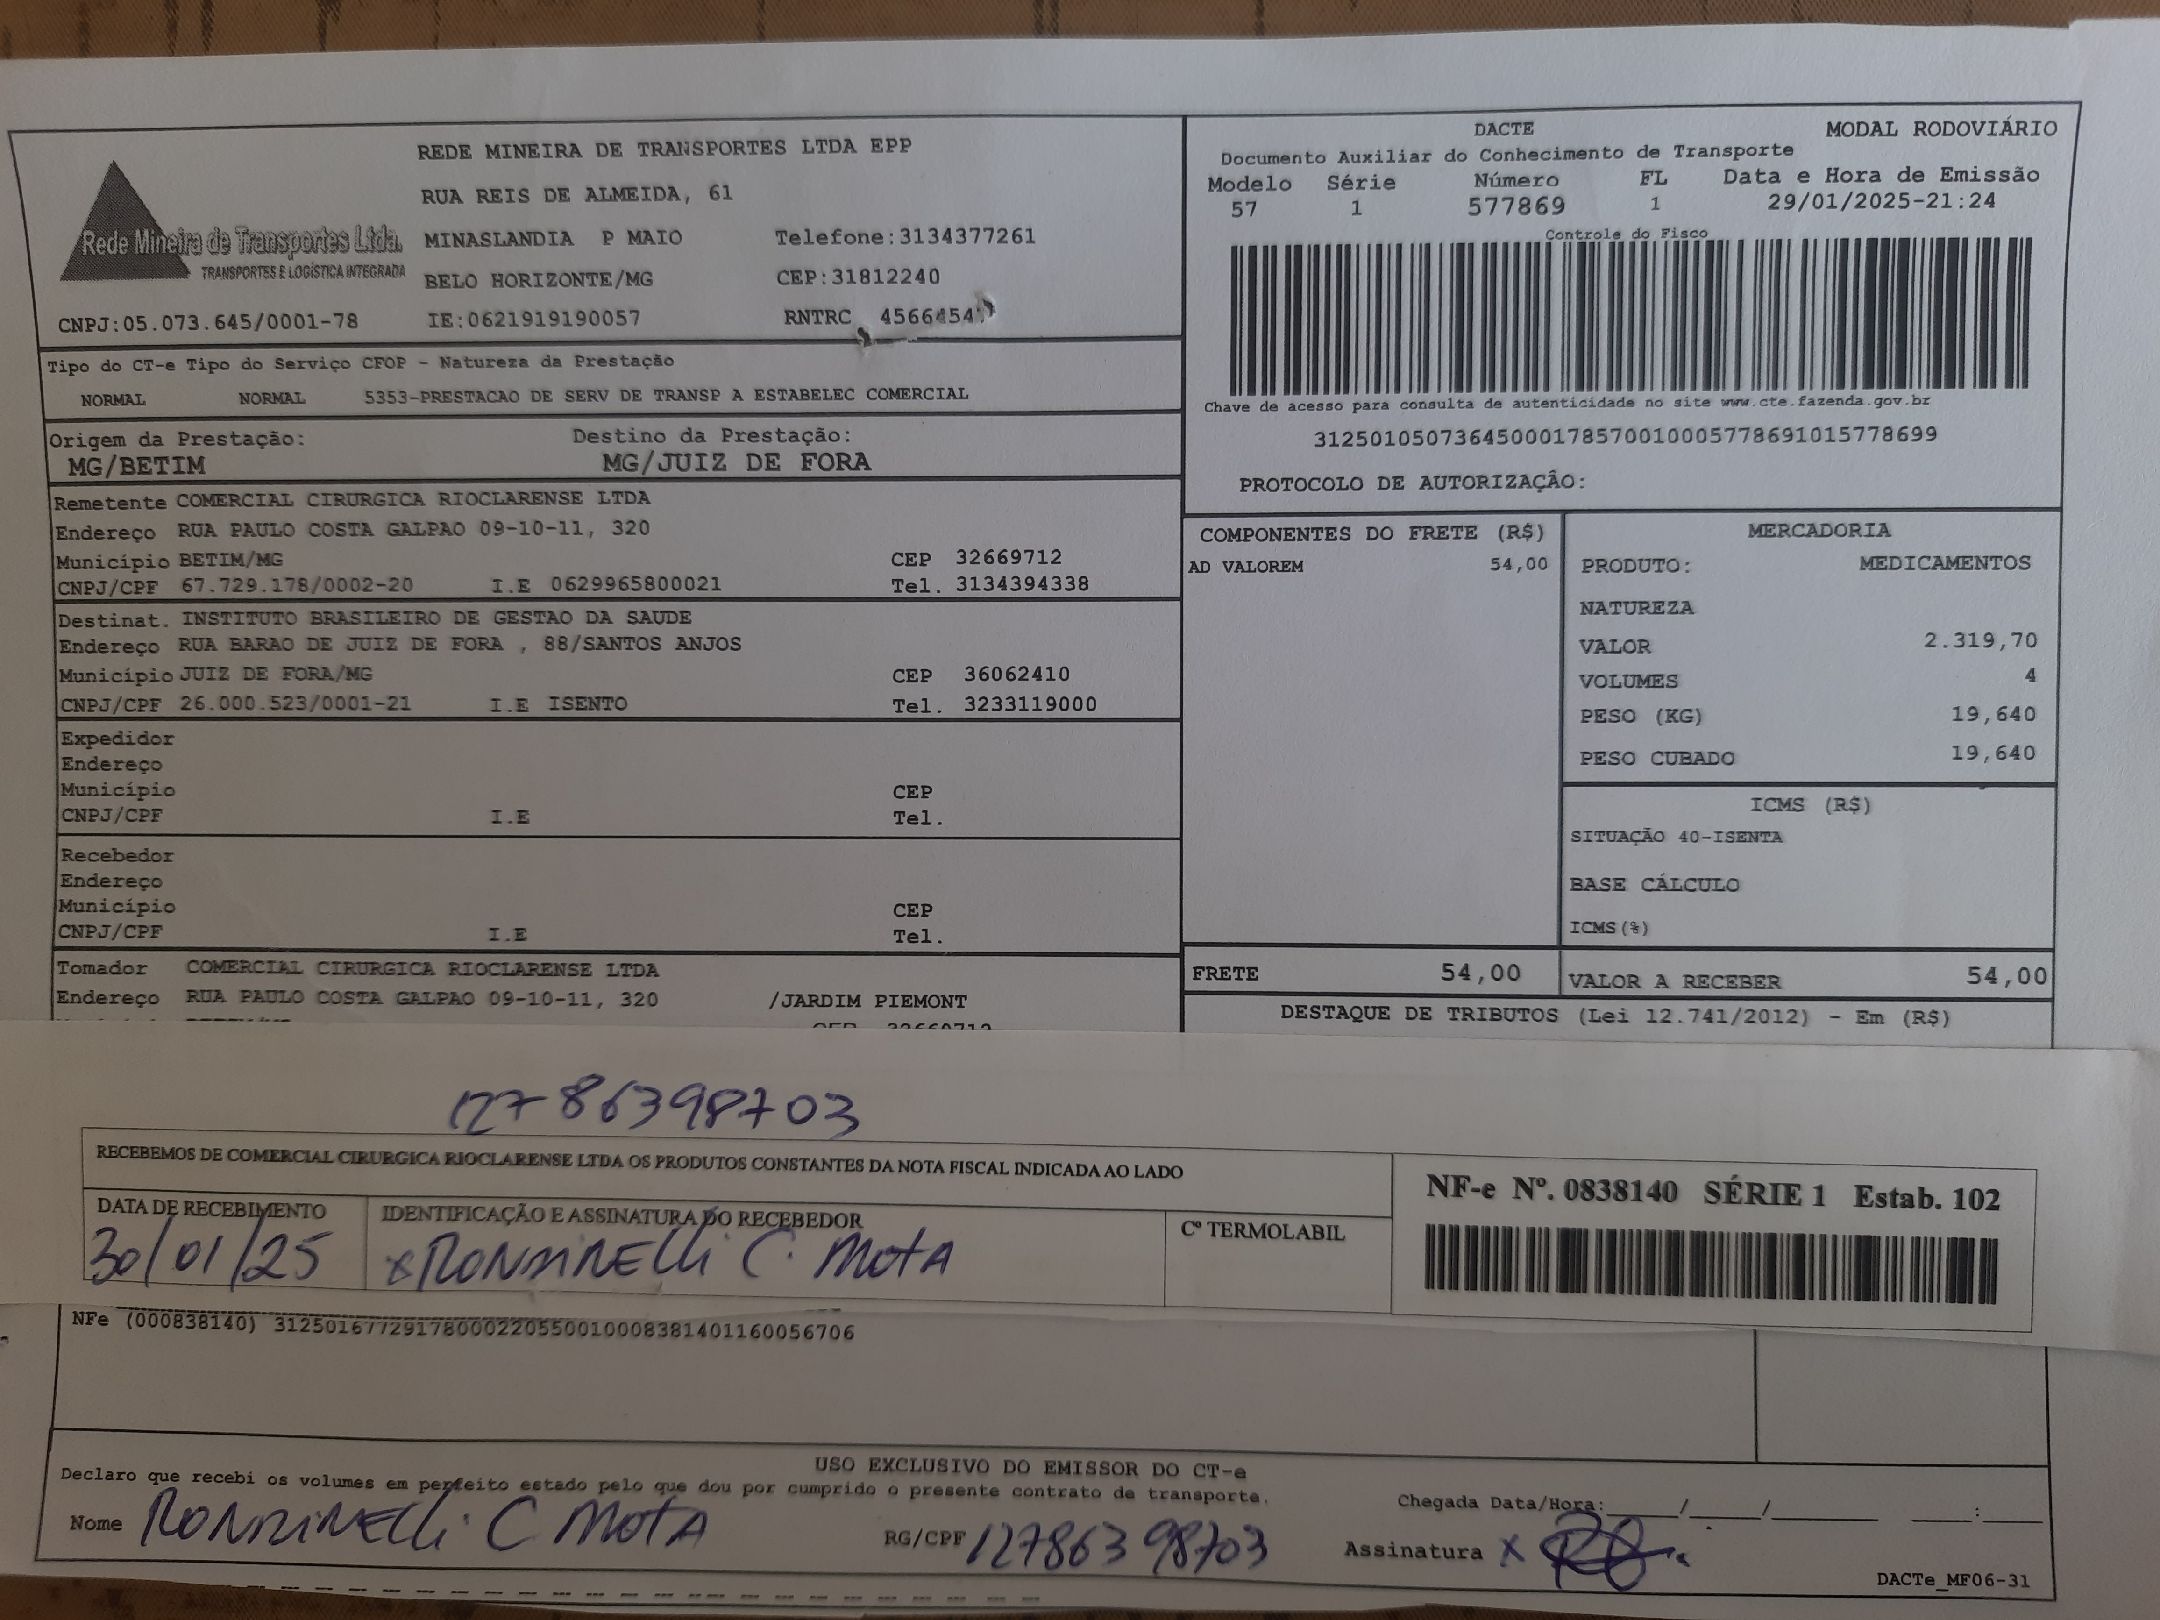 REDE MINEIRA DE TRANSPORTES LTDA EPP
RUA REIS DE ALMEIDA, 61
MINASLANDIA P MAIO Telefone:3134377261
BELO HORIZONTE/MG CEP:31812240
Rede Mineira de Transportes Ltda.
TRANSPORTES E LOGÍSTICA INTEGRADA
CNPJ:05.073.645/0001-78 IE:0621919190057 RNTRC 4566454
DACTE MODAL RODOVIÁRIO
Documento Auxiliar do Conhecimento de Transporte
Modelo Série Número FL Data e Hora de Emissão
57 1 577869 1 29/01/2025-21:24
Controle do Fisco
Chave de acesso para consulta de autenticidade no site www.cte.fazenda.gov.br
31250105073645000178570010005778691015778699
PROTOCOLO DE AUTORIZAÇÃO:
Tipo do CT-e Tipo do Serviço CFOP - Natureza da Prestação
NORMAL NORMAL 5353-PRESTACAO DE SERV DE TRANSP A ESTABELEC COMERCIAL
Origem da Prestação: Destino da Prestação:
MG/BETIM MG/JUIZ DE FORA
Remetente COMERCIAL CIRURGICA RIOCLARENSE LTDA
Endereço RUA PAULO COSTA GALPAO 09-10-11, 320
Município BETIM/MG CEP 32669712
CNPJ/CPF 67.729.178/0002-20 I.E 0629965800021 Tel. 3134394338
Destinat. INSTITUTO BRASILEIRO DE GESTAO DA SAUDE
Endereço RUA BARAO DE JUIZ DE FORA , 88/SANTOS ANJOS
Município JUIZ DE FORA/MG CEP 36062410
CNPJ/CPF 26.000.523/0001-21 I.E ISENTO Tel. 3233119000
Expedidor
Endereço
Município CEP
CNPJ/CPF I.E Tel.
Recebedor
Endereço
Município CEP
CNPJ/CPF I.E Tel.
Tomador COMERCIAL CIRURGICA RIOCLARENSE LTDA
Endereço RUA PAULO COSTA GALPAO 09-10-11, 320 /JARDIM PIEMONT
COMPONENTES DO FRETE (R$)
AD VALOREM 54,00
MERCADORIA
PRODUTO: MEDICAMENTOS
NATUREZA
VALOR 2.319,70
VOLUMES 4
PESO (KG) 19,640
PESO CUBADO 19,640
ICMS (R$)
SITUAÇÃO 40-ISENTA
BASE CÁLCULO
ICMS(%)
FRETE 54,00 VALOR A RECEBER 54,00
DESTAQUE DE TRIBUTOS (Lei 12.741/2012) - Em (R$)
12786398703
RECEBEMOS DE COMERCIAL CIRURGICA RIOCLARENSE LTDA OS PRODUTOS CONSTANTES DA NOTA FISCAL INDICADA AO LADO
DATA DE RECEBIMENTO IDENTIFICAÇÃO E ASSINATURA DO RECEBEDOR Cº TERMOLABIL
30/01/25 x RONZINELLI C. MOTA
NF-e Nº. 0838140 SÉRIE 1 Estab. 102
NFe (000838140) 31250167729178000220550010008381401160056706
USO EXCLUSIVO DO EMISSOR DO CT-e
Declaro que recebi os volumes em perfeito estado pelo que dou por cumprido o presente contrato de transporte.
Chegada Data/Hora:____/____/______ ____:____
Nome RONZINELLI C MOTA RG/CPF 12786398703 Assinatura x
DACTe_MF06-31